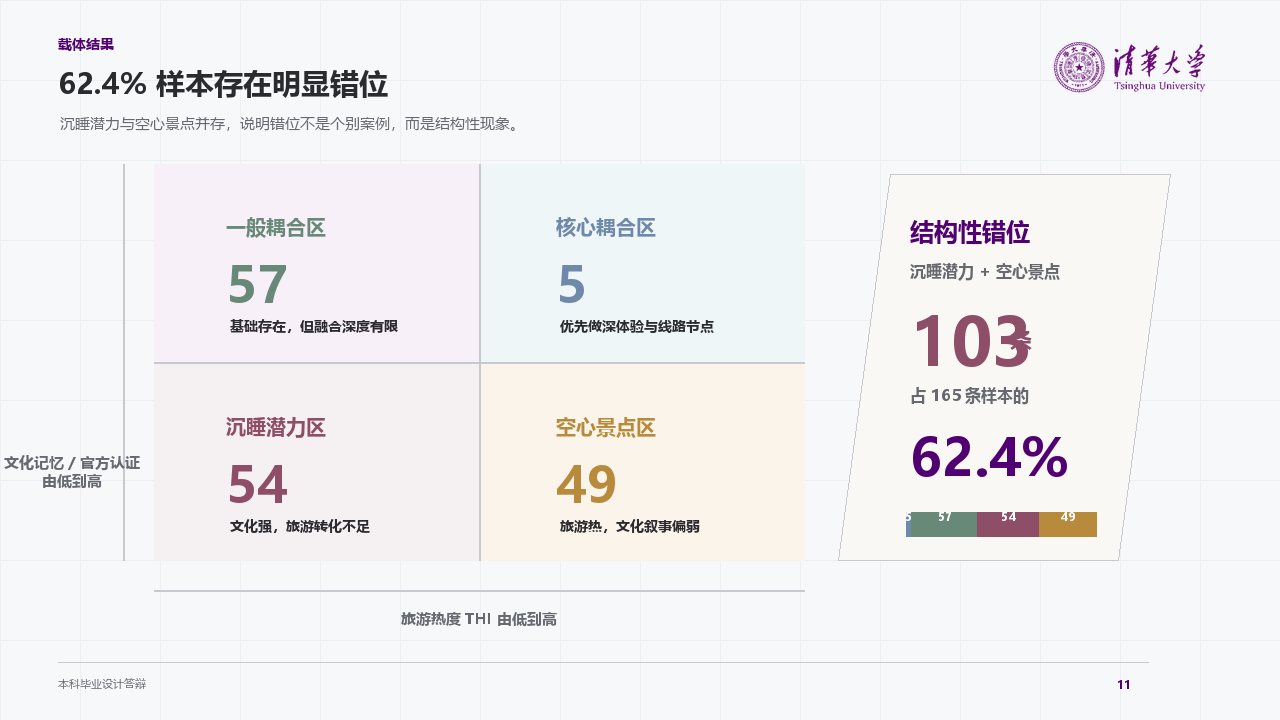 载体结果
62.4% 样本存在明显错位
沉睡潜力与空心景点并存，说明错位不是个别案例，而是结构性现象。
清华大学
Tsinghua University
一般耦合区
57
基础存在，但融合深度有限
核心耦合区
5
优先做深体验与线路节点
沉睡潜力区
54
文化强，旅游转化不足
空心景点区
49
旅游热，文化叙事偏弱
文化记忆 / 官方认证
由低到高
旅游热度 THI 由低到高
结构性错位
沉睡潜力 + 空心景点
103条
占 165 条样本的
62.4%
5 57 54 49
本科毕业设计答辩
11